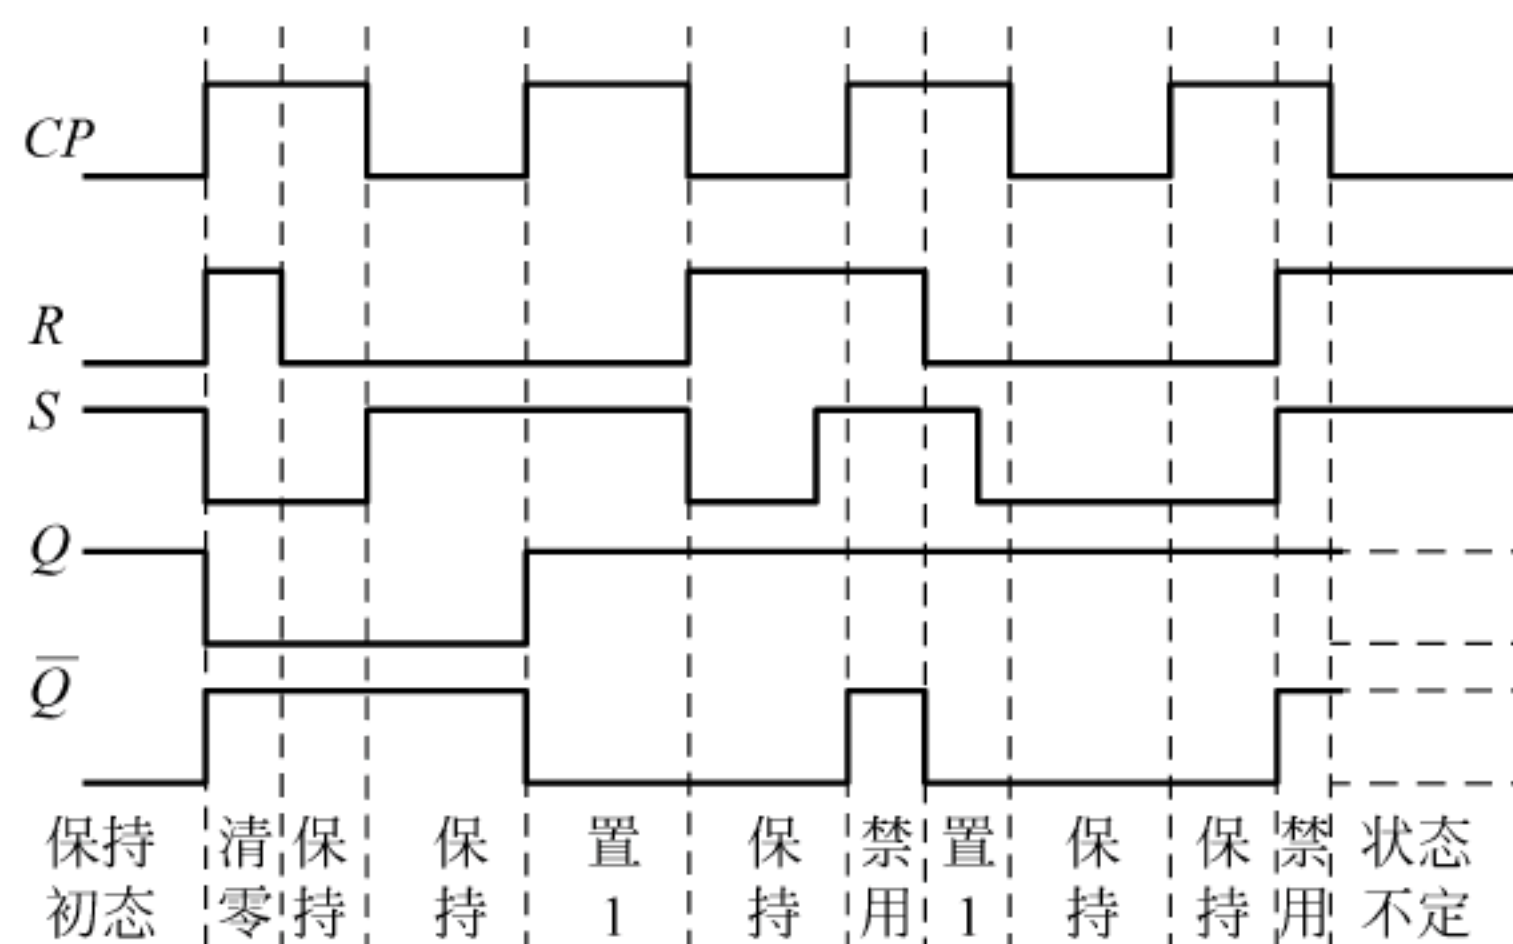 CP
R
S
Q
Q̅
保持 清 保 保 置 保 禁 置 保 保 禁 状态
初态 零 持 持 1 持 用 1 持 持 用 不定